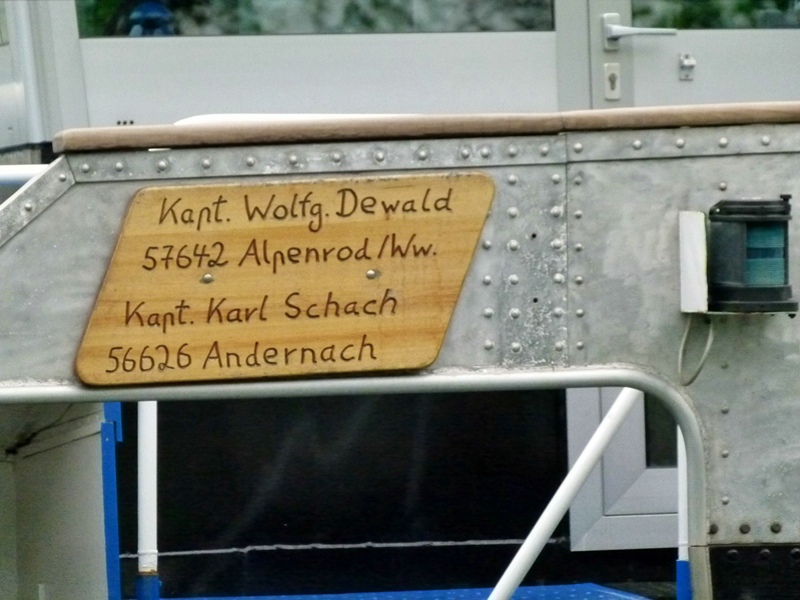 Kapt. Wolfg. Dewald
57642 Alpenrod/Ww.
Kapt. Karl Schach
56626 Andernach